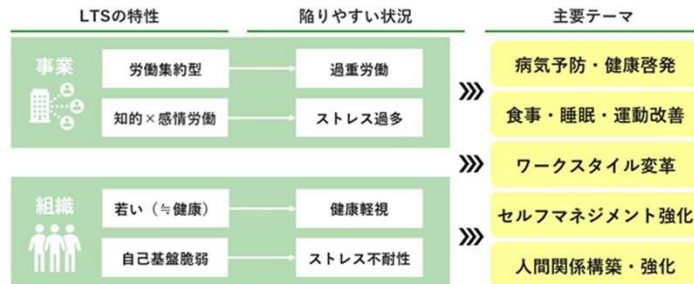 LTSの特性
陥りやすい状況
主要テーマ
事業
労働集約型
過重労働
知的×感情労働
ストレス過多
組織
若い（≒健康）
健康軽視
自己基盤脆弱
ストレス不耐性
病気予防・健康啓発
食事・睡眠・運動改善
ワークスタイル変革
セルフマネジメント強化
人間関係構築・強化